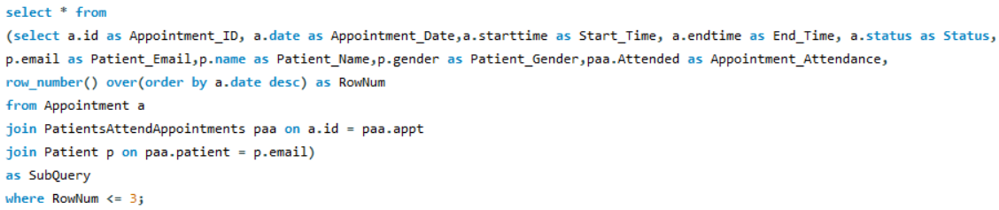 select * from
(select a.id as Appointment_ID, a.date as Appointment_Date,a.starttime as Start_Time, a.endtime as End_Time, a.status as Status,
p.email as Patient_Email,p.name as Patient_Name,p.gender as Patient_Gender,paa.Attended as Appointment_Attendance,
row_number() over(order by a.date desc) as RowNum
from Appointment a
join PatientsAttendAppointments paa on a.id = paa.appt
join Patient p on paa.patient = p.email)
as SubQuery
where RowNum <= 3;